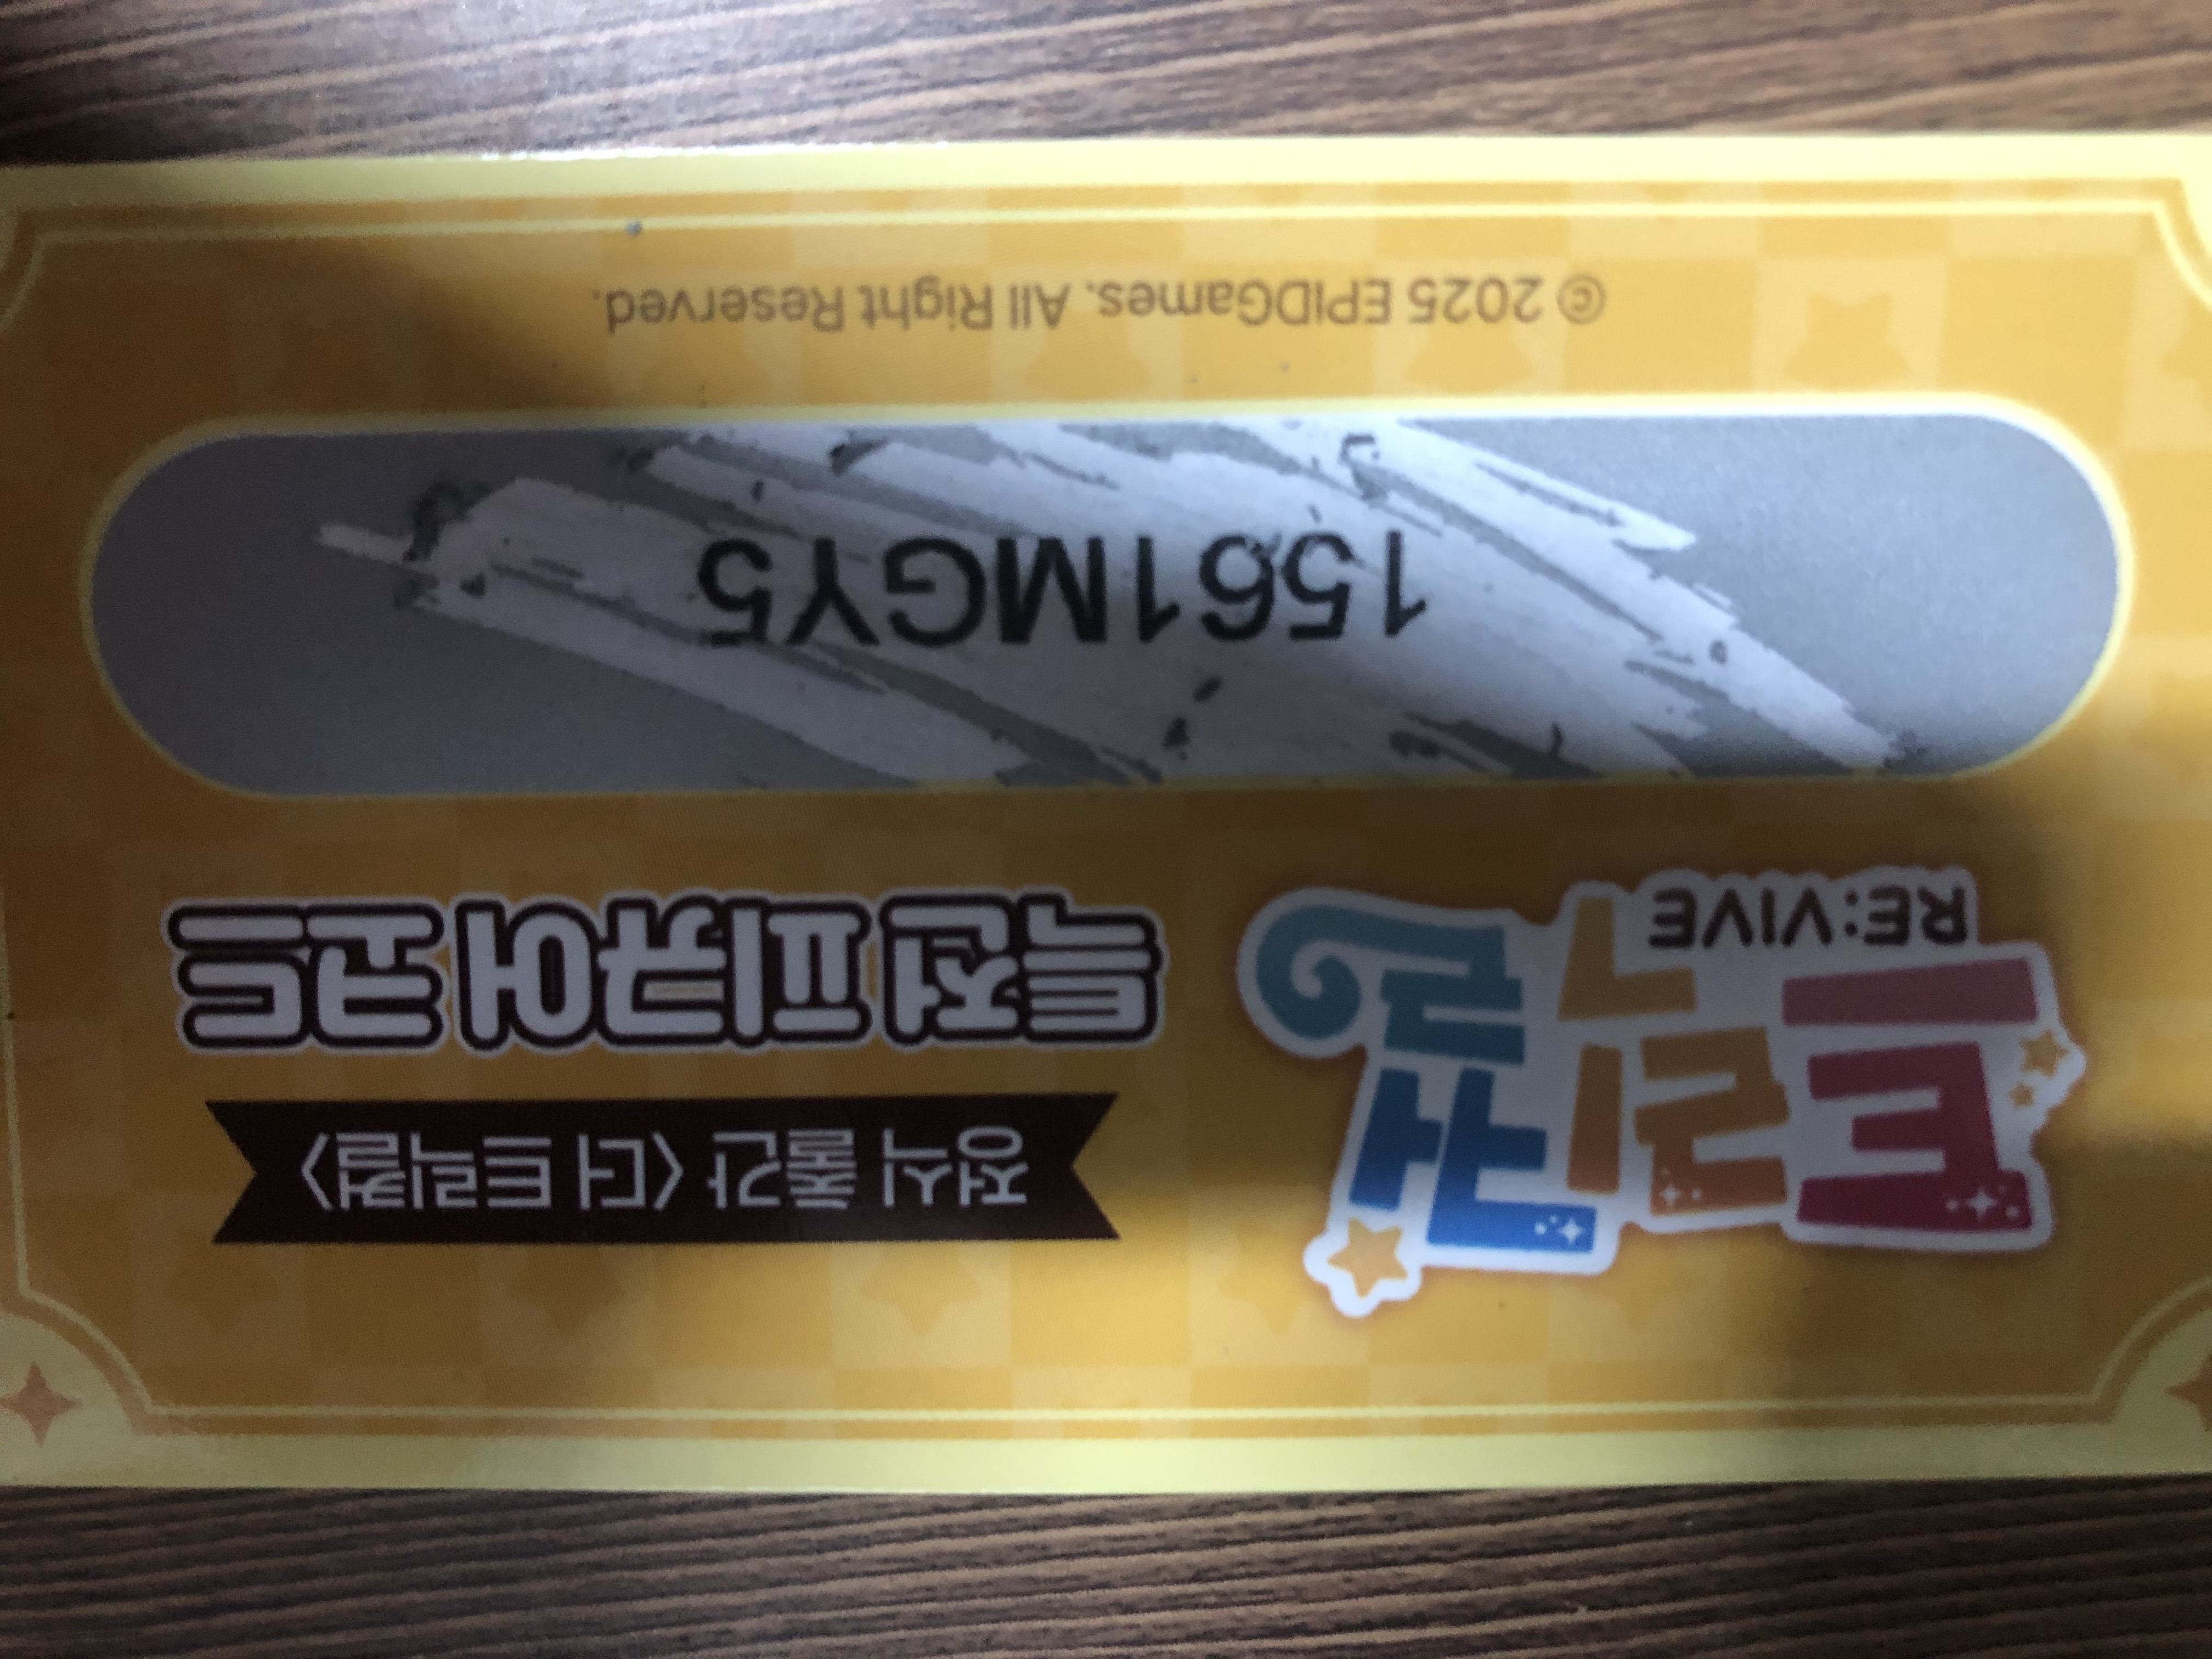 트릭컬
RE:VIVE
정식 출간 <더 트릭컬>
특전 피규어 코드
1561MGY5
© 2025 EPIDGames. All Right Reserved.